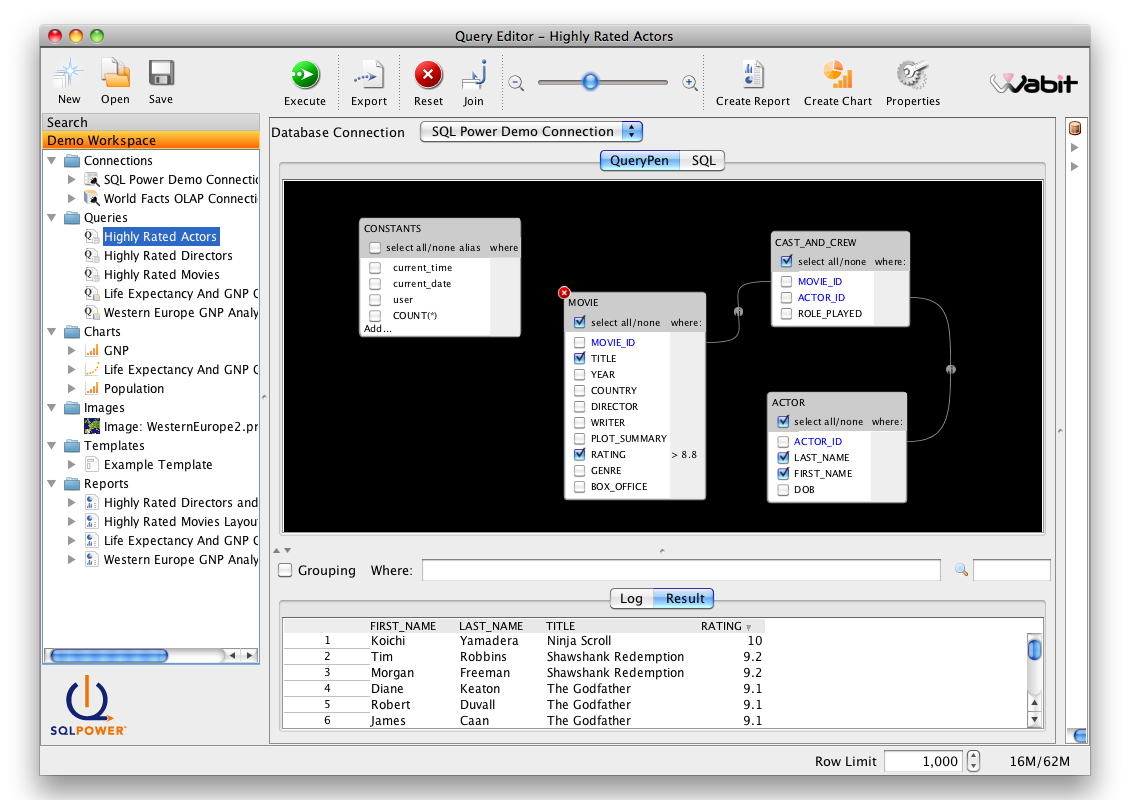 Query Editor – Highly Rated Actors
New Open Save Execute Export Reset Join Create Report Create Chart Properties
Wabit
Search
Demo Workspace
Connections
SQL Power Demo Connectio
World Facts OLAP Connecti
Queries
Highly Rated Actors
Highly Rated Directors
Highly Rated Movies
Life Expectancy And GNP C
Western Europe GNP Analy
Charts
GNP
Life Expectancy And GNP C
Population
Images
Image: WesternEurope2.pr
Templates
Example Template
Reports
Highly Rated Directors and
Highly Rated Movies Layou
Life Expectancy And GNP C
Western Europe GNP Analy
SQLPOWER
Database Connection SQL Power Demo Connection
QueryPen SQL
CONSTANTS
select all/none alias where
current_time
current_date
user
COUNT(*)
Add...
MOVIE
select all/none where:
MOVIE_ID
TITLE
YEAR
COUNTRY
DIRECTOR
WRITER
PLOT_SUMMARY
RATING > 8.8
GENRE
BOX_OFFICE
CAST_AND_CREW
select all/none where:
MOVIE_ID
ACTOR_ID
ROLE_PLAYED
ACTOR
select all/none where:
ACTOR_ID
LAST_NAME
FIRST_NAME
DOB
Grouping Where:
Log Result
FIRST_NAME LAST_NAME TITLE RATING
1 Koichi Yamadera Ninja Scroll 10
2 Tim Robbins Shawshank Redemption 9.2
3 Morgan Freeman Shawshank Redemption 9.2
4 Diane Keaton The Godfather 9.1
5 Robert Duvall The Godfather 9.1
6 James Caan The Godfather 9.1
Row Limit 1,000 16M/62M